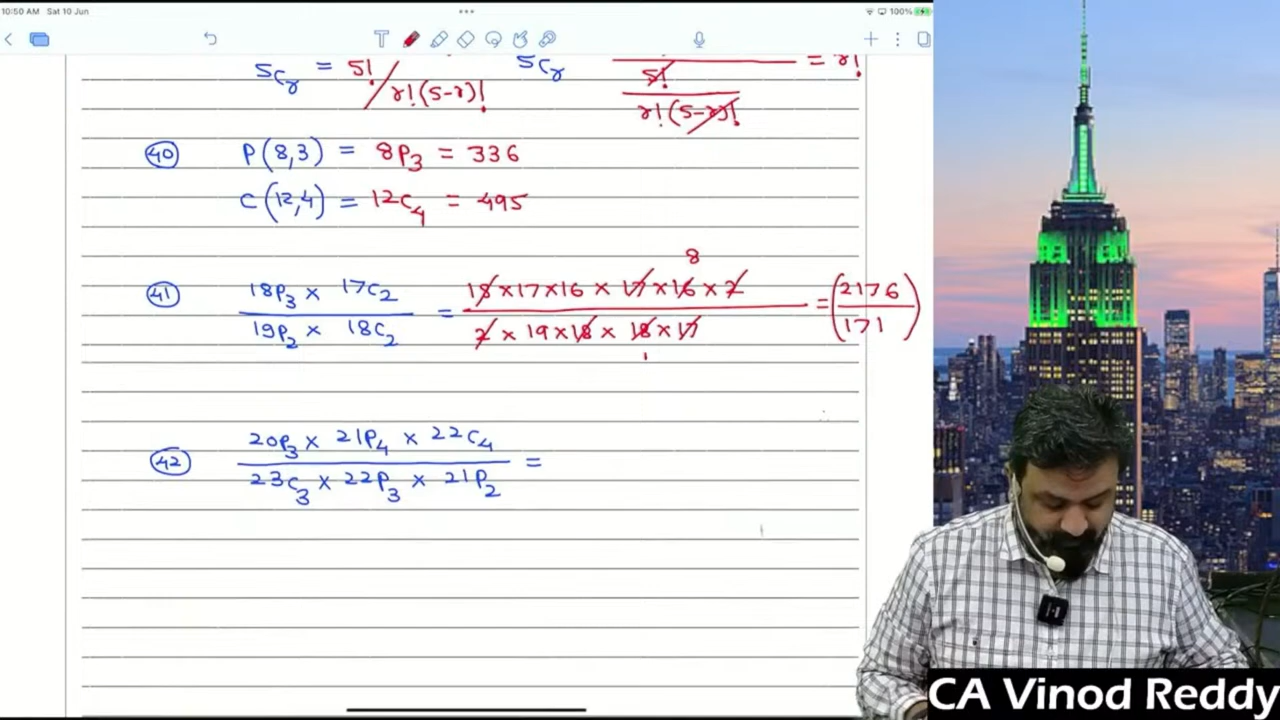 10:50 AM Sat 10 Jun
100%
5Cr = 5! / r!(5-r)!
5Cr
5! / r!(5-r)! = r!
40 P(8,3) = 8P3 = 336
C(12,4) = 12C4 = 495
8
41 18P3 × 17C2 / 19P2 × 18C2 = 18×17×16 × 17×16×2 / 2 × 19×18 × 18×17 = (2176 / 171)
1
42 20P3 × 21P4 × 22C4 / 23C3 × 22P3 × 21P2 =
CA Vinod Reddy